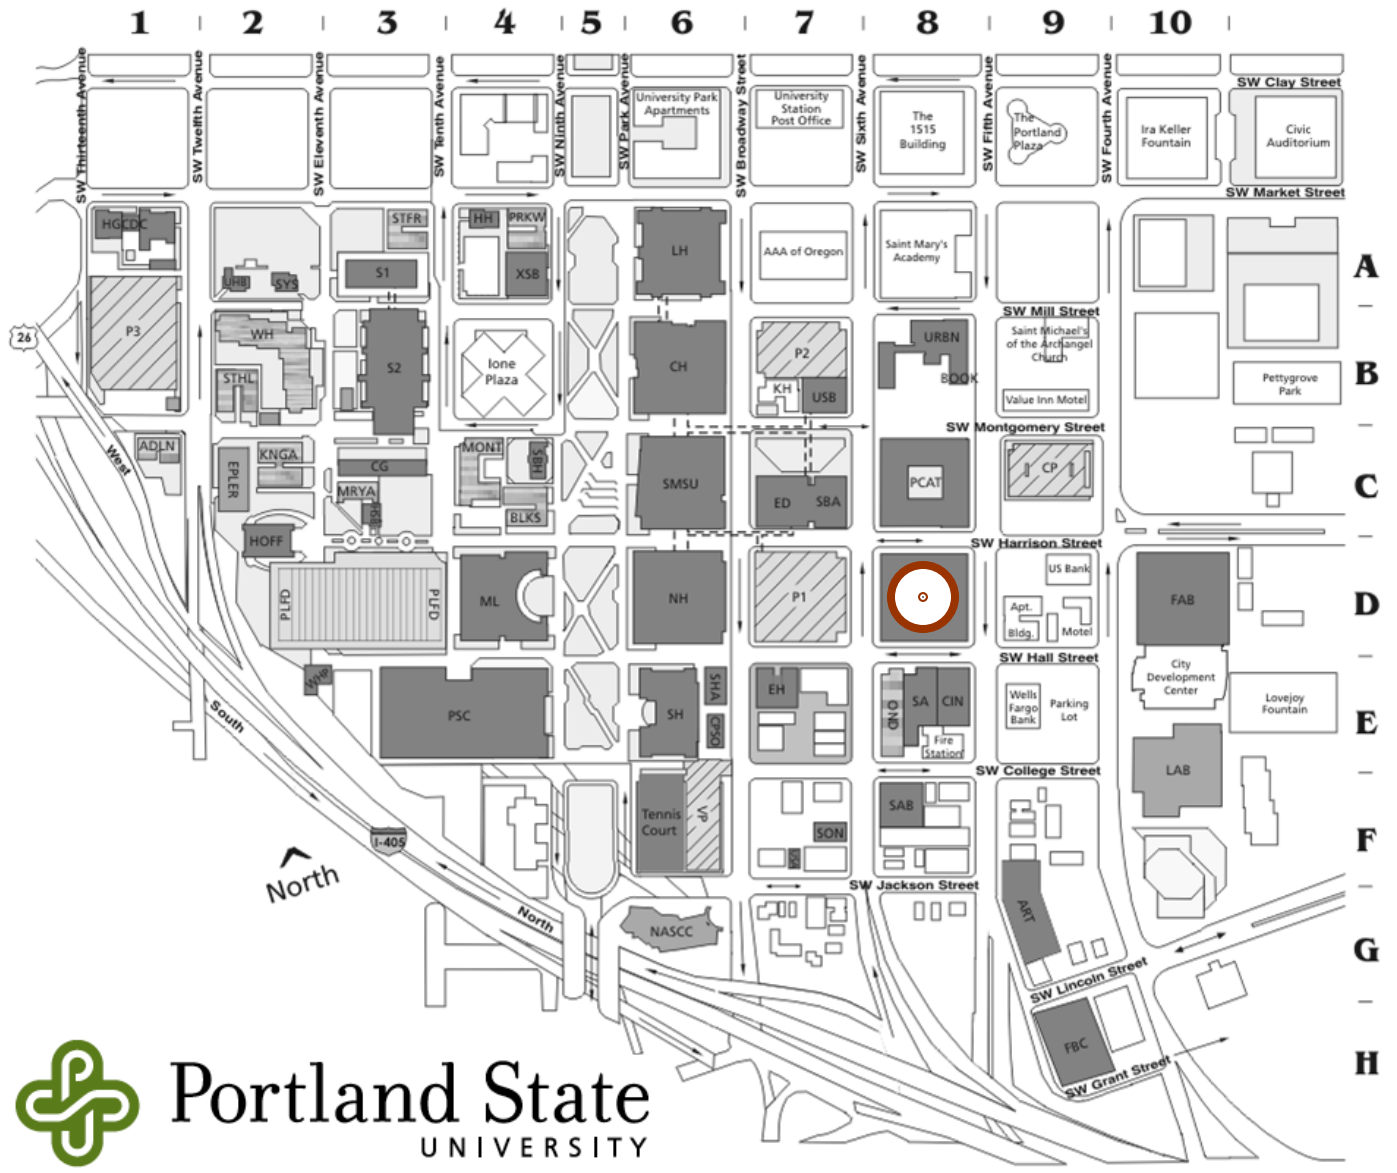 1 2 3 4 5 6 7 8 9 10
SW Thirteenth Avenue
SW Twelfth Avenue
SW Eleventh Avenue
SW Tenth Avenue
SW Ninth Avenue
SW Park Avenue
SW Broadway Street
SW Sixth Avenue
SW Fifth Avenue
SW Fourth Avenue
SW Clay Street
University Park
Apartments
University
Station
Post Office
The
1515
Building
The
Portland
Plaza
Ira Keller
Fountain
Civic
Auditorium
SW Market Street
HGCDC
STFR
HH
PRKW
UHB
SYS
S1
XSB
LH
AAA of Oregon
Saint Mary's
Academy
A
SW Mill Street
26
P3
WH
STHL
S2
Ione
Plaza
CH
P2
KH
USB
URBN
BOOK
Saint Michael's
of the Archangel
Church
Value Inn Motel
Pettygrove
Park
B
SW Montgomery Street
West
ADLN
EPLER
KNGA
CG
MRYA
MONT
SBH
BLKS
SMSU
ED
SBA
PCAT
CP
C
SW Harrison Street
HOFF
PLFD
PLFD
ML
NH
P1
US Bank
Apt.
Bldg.
Motel
FAB
D
SW Hall Street
WHP
PSC
SH
SHA
CPSO
EH
OND
SA
CIN
Fire
Station
Wells
Fargo
Bank
Parking
Lot
City
Development
Center
Lovejoy
Fountain
E
South
SW College Street
LAB
Tennis
Court
VP
SON
USA
SAB
I-405
F
North
SW Jackson Street
North
NASCC
ART
G
SW Lincoln Street
FBC
SW Grant Street
H
Portland State
UNIVERSITY